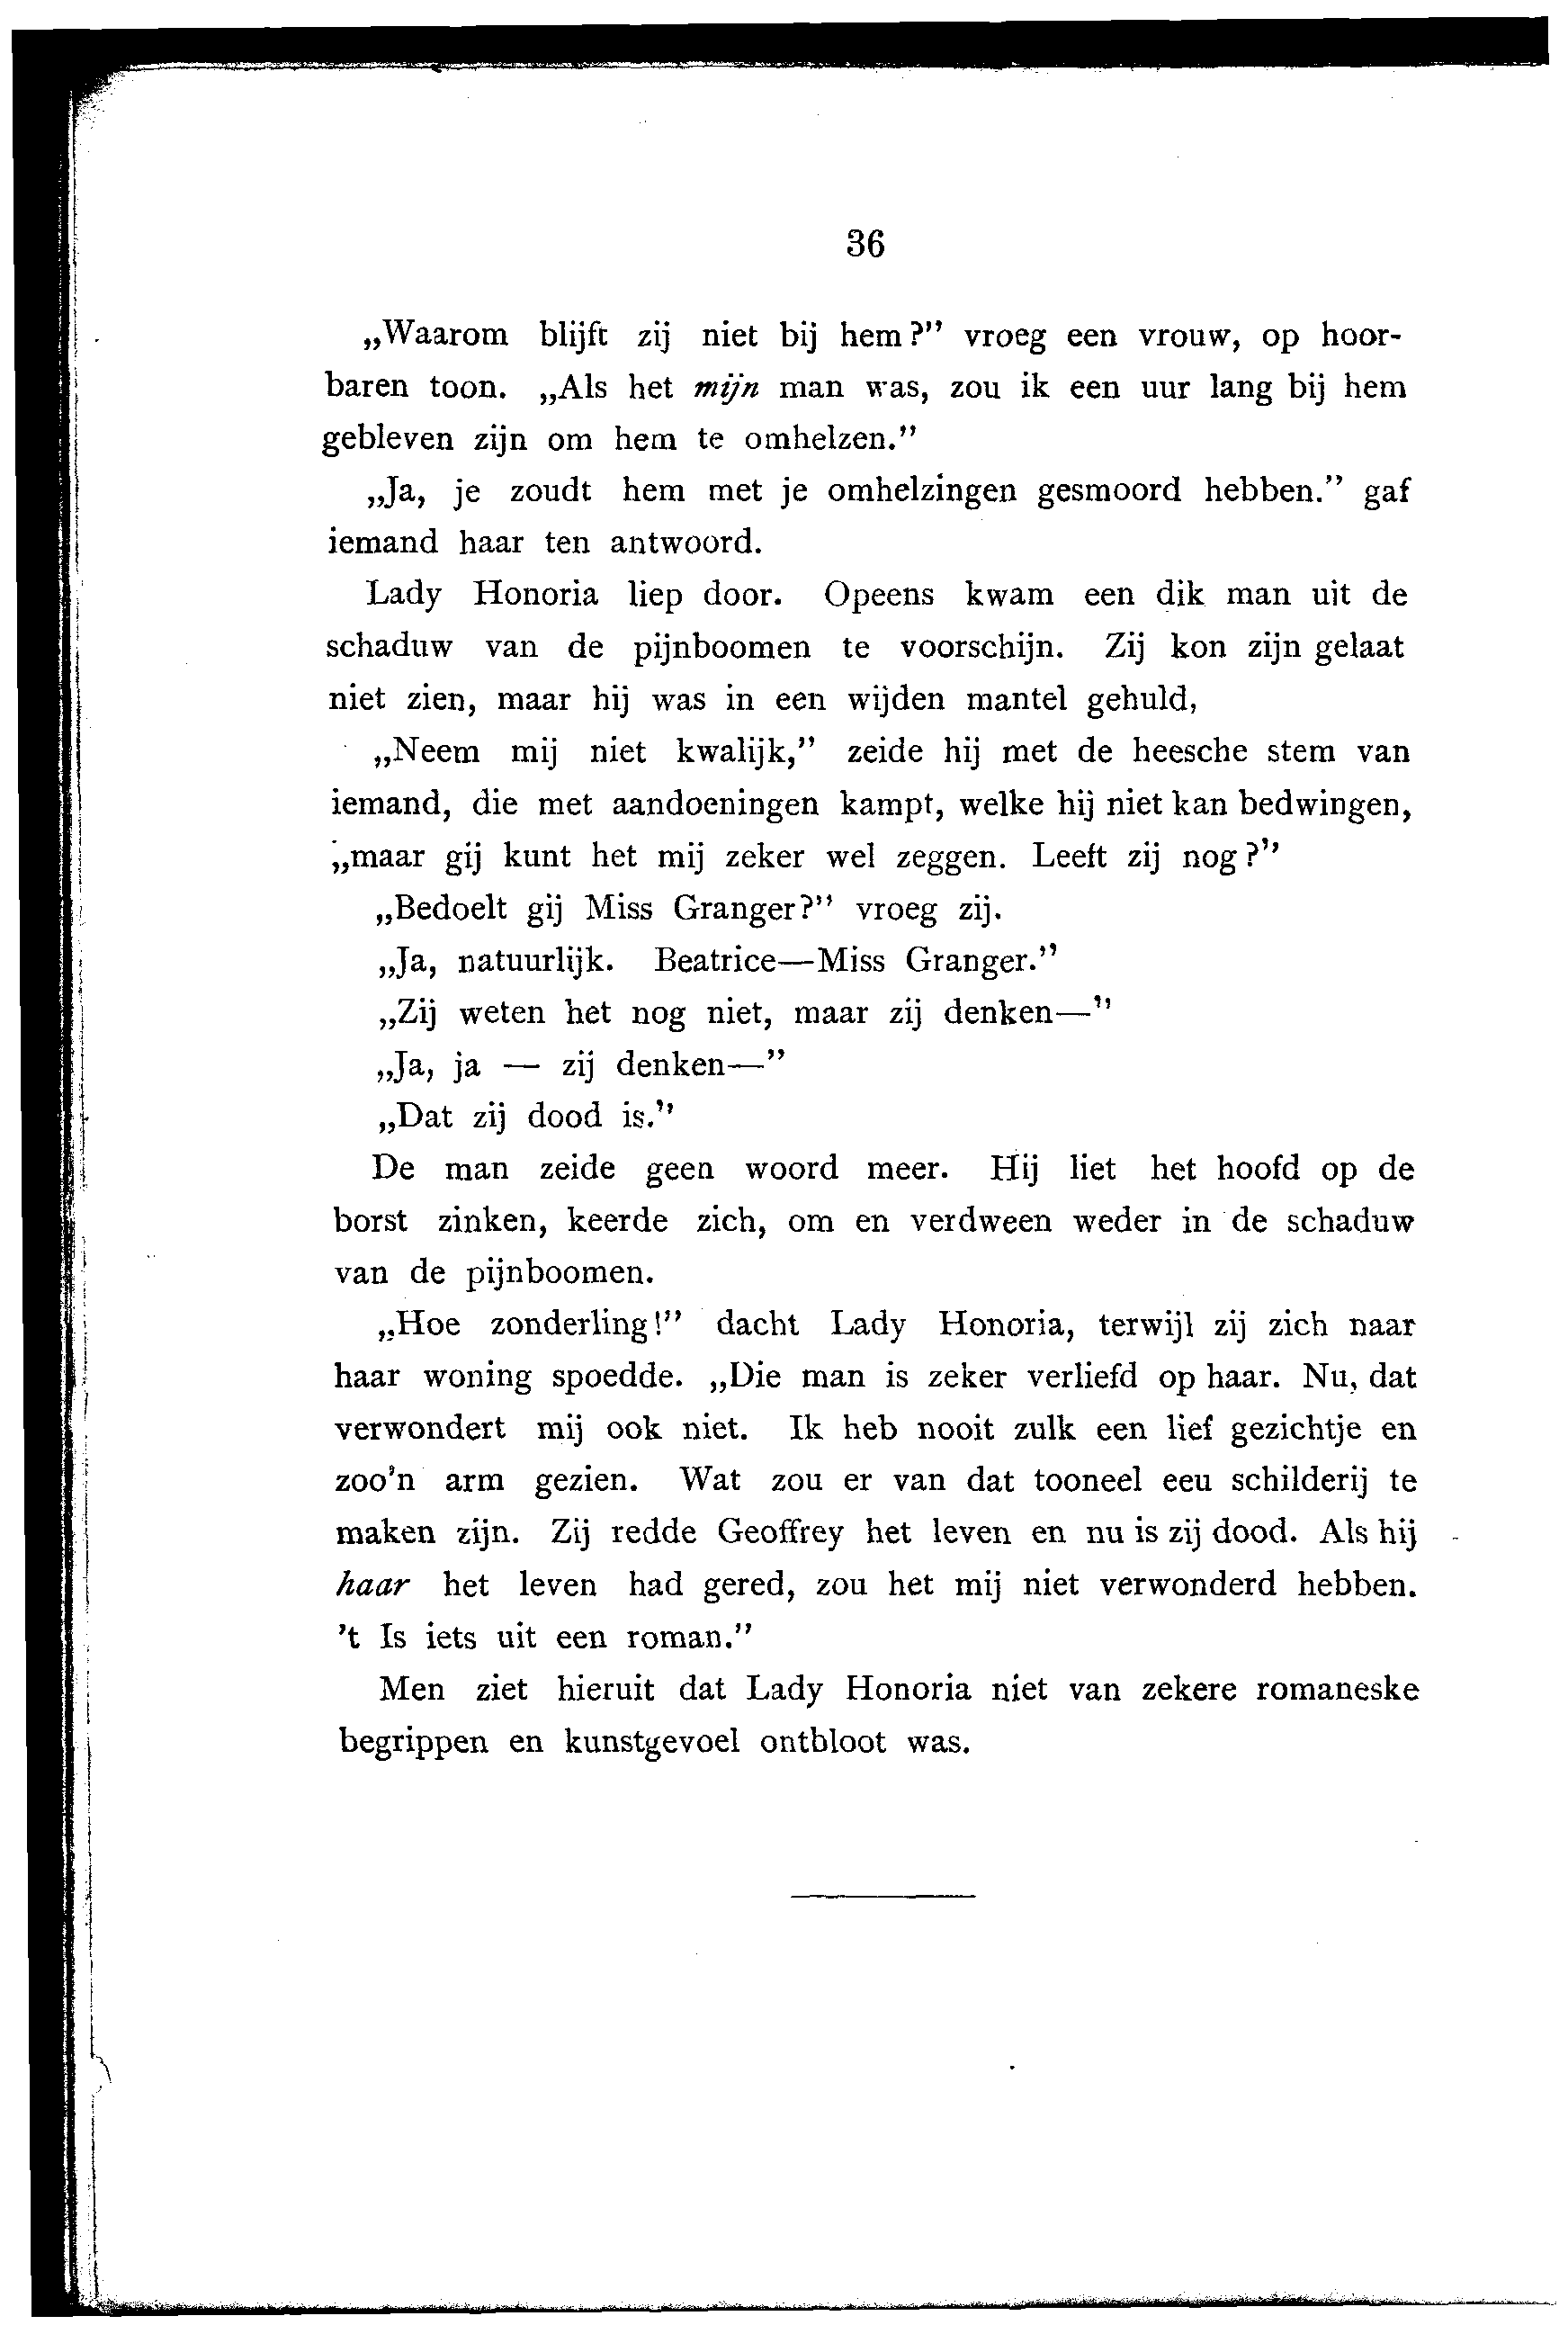 36
„Waarom blijft zij niet bij hem?” vroeg een vrouw, op hoor-
baren toon. „Als het mijn man was, zou ik een uur lang bij hem
gebleven zijn om hem te omhelzen.”
„Ja, je zoudt hem met je omhelzingen gesmoord hebben.” gaf
iemand haar ten antwoord.
Lady Honoria liep door. Opeens kwam een dik man uit de
schaduw van de pijnboomen te voorschijn. Zij kon zijn gelaat
niet zien, maar hij was in een wijden mantel gehuld,
„Neem mij niet kwalijk,” zeide hij met de heesche stem van
iemand, die met aandoeningen kampt, welke hij niet kan bedwingen,
„maar gij kunt het mij zeker wel zeggen. Leeft zij nog?”
„Bedoelt gij Miss Granger?” vroeg zij.
„Ja, natuurlijk. Beatrice—Miss Granger.”
„Zij weten het nog niet, maar zij denken—”
„Ja, ja — zij denken—”
„Dat zij dood is.”
De man zeide geen woord meer. Hij liet het hoofd op de
borst zinken, keerde zich, om en verdween weder in de schaduw
van de pijnboomen.
„Hoe zonderling!” dacht Lady Honoria, terwijl zij zich naar
haar woning spoedde. „Die man is zeker verliefd op haar. Nu, dat
verwondert mij ook niet. Ik heb nooit zulk een lief gezichtje en
zoo'n arm gezien. Wat zou er van dat tooneel eeu schilderij te
maken zijn. Zij redde Geoffrey het leven en nu is zij dood. Als hij
haar het leven had gered, zou het mij niet verwonderd hebben.
't Is iets uit een roman.”
Men ziet hieruit dat Lady Honoria niet van zekere romaneske
begrippen en kunstgevoel ontbloot was.